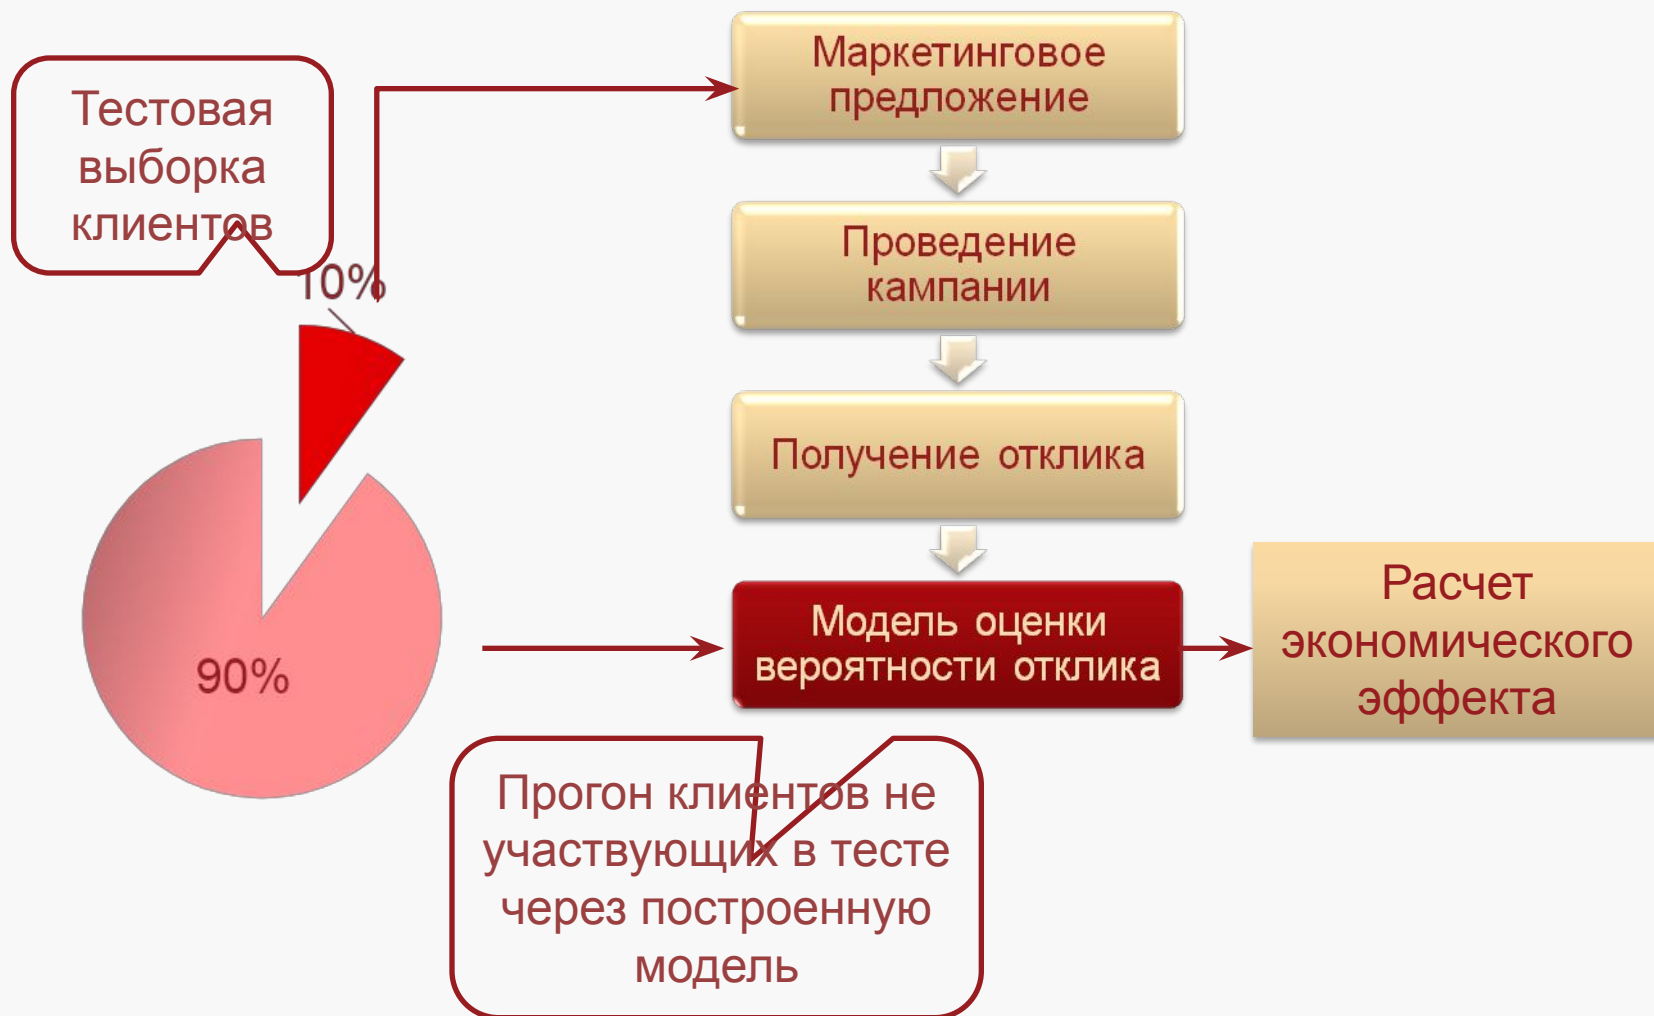 Тестовая
выборка
клиентов
10%
90%
Маркетинговое
предложение
Проведение
кампании
Получение отклика
Модель оценки
вероятности отклика
Расчет
экономического
эффекта
Прогон клиентов не
участвующих в тесте
через построенную
модель